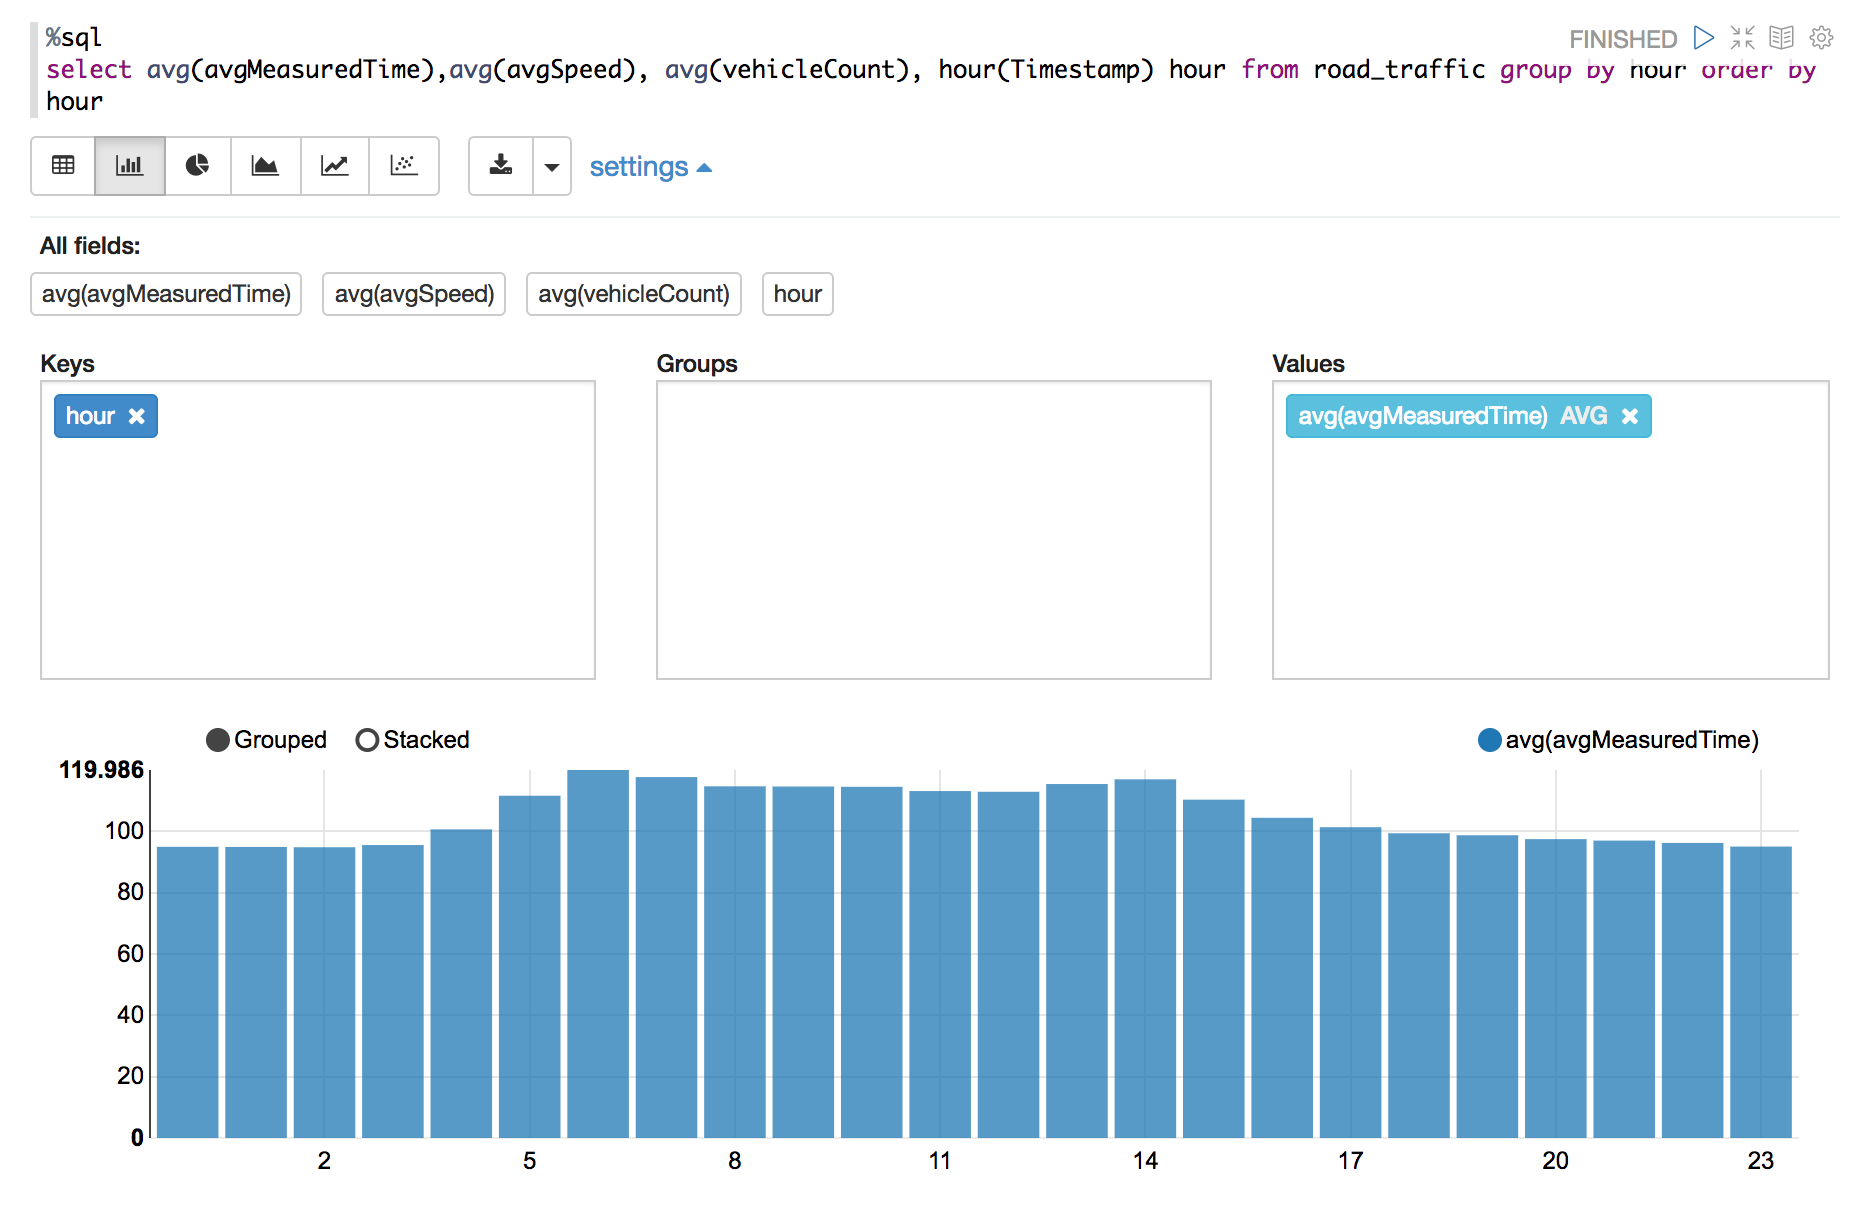 %sql
FINISHED
select avg(avgMeasuredTime),avg(avgSpeed), avg(vehicleCount), hour(Timestamp) hour from road_traffic group by hour order by
hour
settings
All fields:
avg(avgMeasuredTime) avg(avgSpeed) avg(vehicleCount) hour
Keys Groups Values
hour × avg(avgMeasuredTime) AVG ×
Grouped Stacked avg(avgMeasuredTime)
119.986
100
80
60
40
20
0
2 5 8 11 14 17 20 23